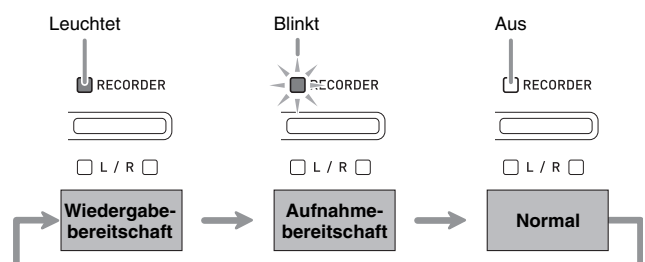 Leuchtet Blinkt Aus
RECORDER RECORDER RECORDER
L / R L / R L / R
Wiedergabe- Aufnahme- Normal
bereitschaft bereitschaft